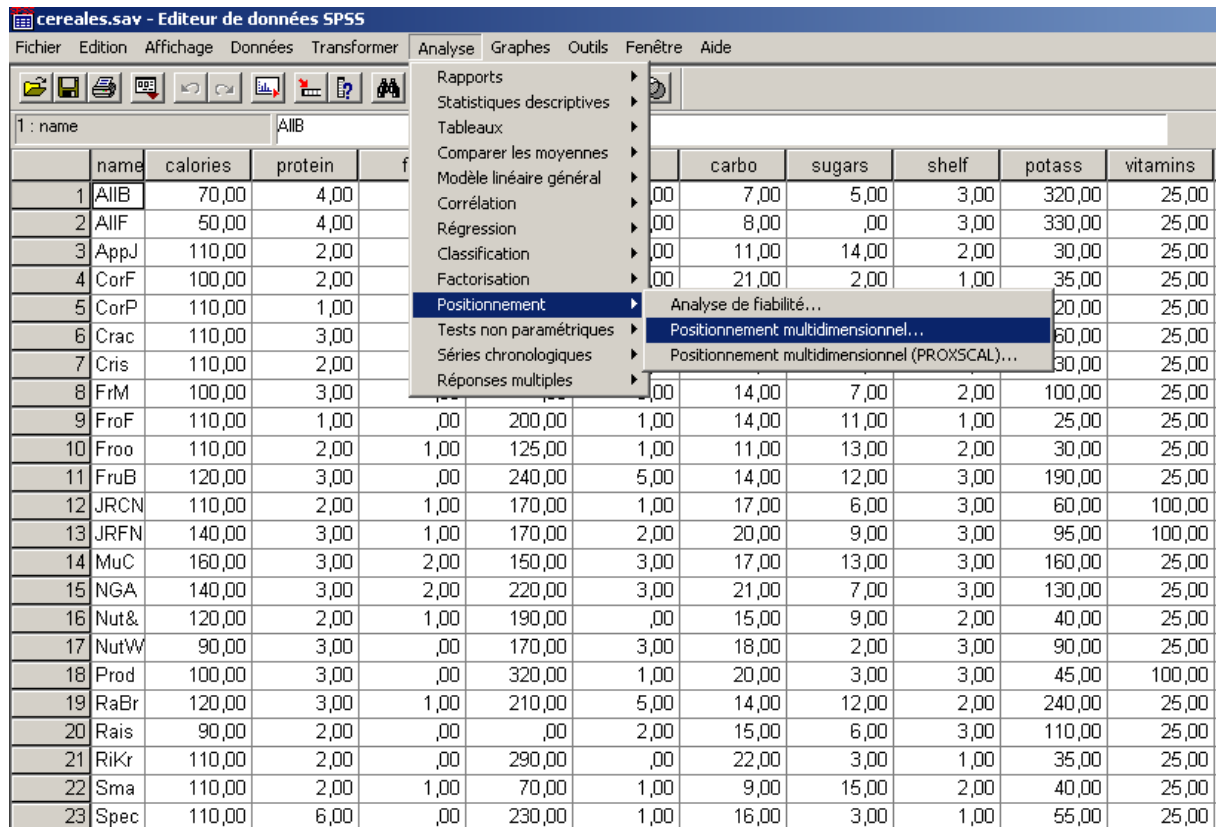 cereales.sav - Editeur de données SPSS
Fichier Edition Affichage Données Transformer Analyse Graphes Outils Fenêtre Aide
1 : name AllB
name calories protein f carbo sugars shelf potass vitamins
Rapports
Statistiques descriptives
Tableaux
Comparer les moyennes
Modèle linéaire général
Corrélation
Régression
Classification
Factorisation
Positionnement
Tests non paramétriques
Séries chronologiques
Réponses multiples
Analyse de fiabilité...
Positionnement multidimensionnel...
Positionnement multidimensionnel (PROXSCAL)...
1 AllB 70,00 4,00 ,00 7,00 5,00 3,00 320,00 25,00
2 AllF 50,00 4,00 ,00 8,00 ,00 3,00 330,00 25,00
3 AppJ 110,00 2,00 ,00 11,00 14,00 2,00 30,00 25,00
4 CorF 100,00 2,00 ,00 21,00 2,00 1,00 35,00 25,00
5 CorP 110,00 1,00 20,00 25,00
6 Crac 110,00 3,00 60,00 25,00
7 Cris 110,00 2,00 30,00 25,00
8 FrM 100,00 3,00 ,00 ,00 ,00 14,00 7,00 2,00 100,00 25,00
9 FroF 110,00 1,00 ,00 200,00 1,00 14,00 11,00 1,00 25,00 25,00
10 Froo 110,00 2,00 1,00 125,00 1,00 11,00 13,00 2,00 30,00 25,00
11 FruB 120,00 3,00 ,00 240,00 5,00 14,00 12,00 3,00 190,00 25,00
12 JRCN 110,00 2,00 1,00 170,00 1,00 17,00 6,00 3,00 60,00 100,00
13 JRFN 140,00 3,00 1,00 170,00 2,00 20,00 9,00 3,00 95,00 100,00
14 MuC 160,00 3,00 2,00 150,00 3,00 17,00 13,00 3,00 160,00 25,00
15 NGA 140,00 3,00 2,00 220,00 3,00 21,00 7,00 3,00 130,00 25,00
16 Nut& 120,00 2,00 1,00 190,00 ,00 15,00 9,00 2,00 40,00 25,00
17 NutW 90,00 3,00 ,00 170,00 3,00 18,00 2,00 3,00 90,00 25,00
18 Prod 100,00 3,00 ,00 320,00 1,00 20,00 3,00 3,00 45,00 100,00
19 RaBr 120,00 3,00 1,00 210,00 5,00 14,00 12,00 2,00 240,00 25,00
20 Rais 90,00 2,00 ,00 ,00 2,00 15,00 6,00 3,00 110,00 25,00
21 RiKr 110,00 2,00 ,00 290,00 ,00 22,00 3,00 1,00 35,00 25,00
22 Sma 110,00 2,00 1,00 70,00 1,00 9,00 15,00 2,00 40,00 25,00
23 Spec 110,00 6,00 ,00 230,00 1,00 16,00 3,00 1,00 55,00 25,00